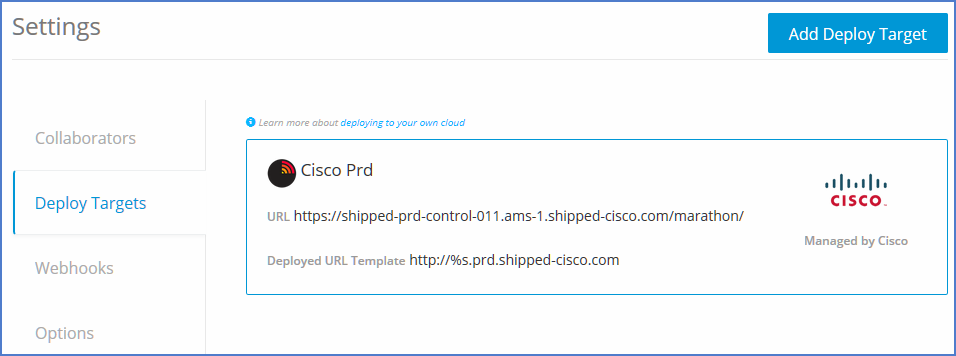 Settings
Add Deploy Target
Collaborators
Deploy Targets
Webhooks
Options
Learn more about deploying to your own cloud
Cisco Prd
URL https://shipped-prd-control-011.ams-1.shipped-cisco.com/marathon/
Deployed URL Template http://%s.prd.shipped-cisco.com
CISCO
Managed by Cisco